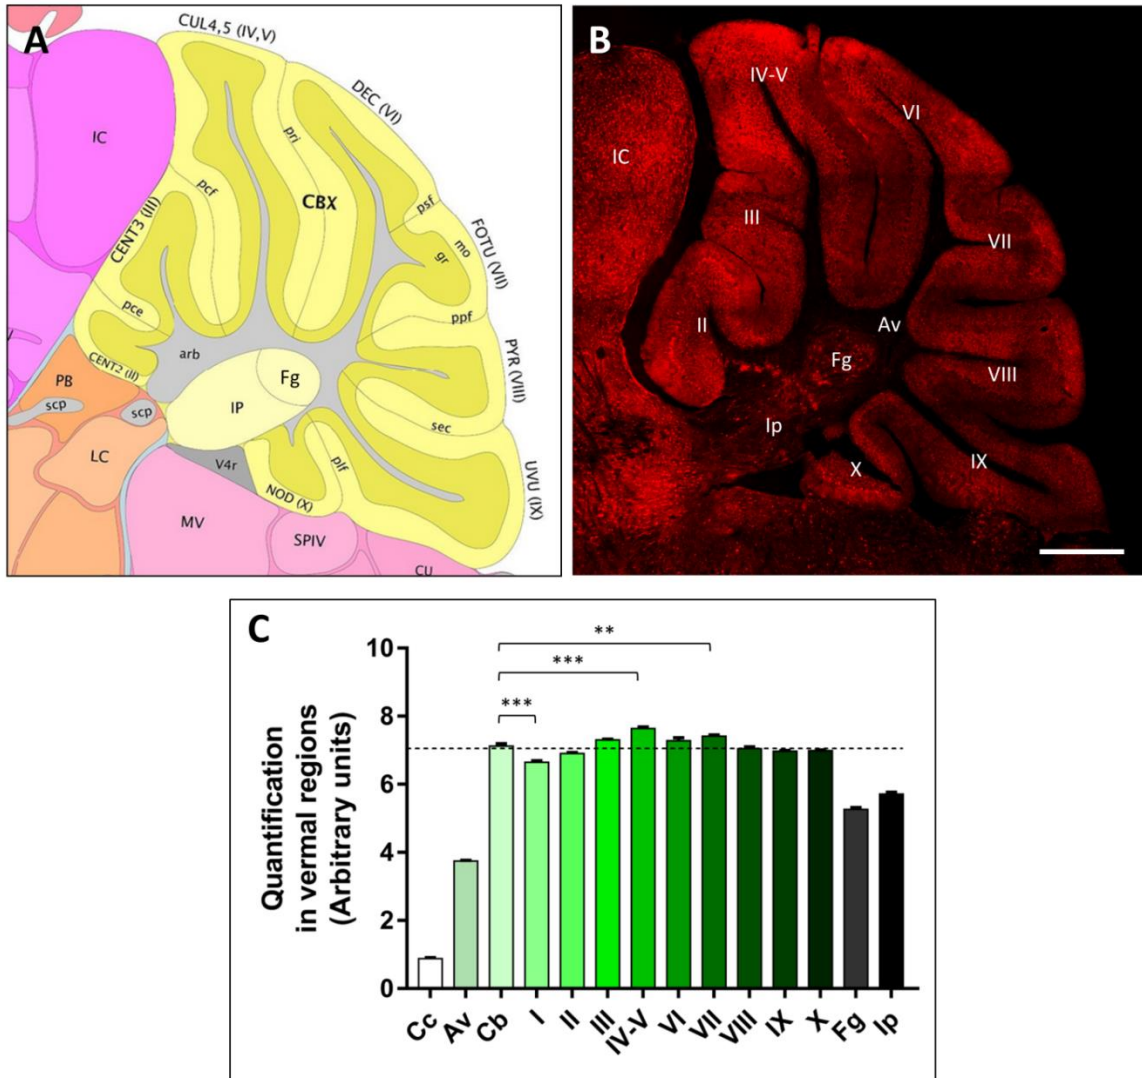 A
CUL4,5 (IV,V)
DEC (VI)
IC
pri
pcf
CBX
CENT3 (III)
psf
FOTU (VII)
mo
gr
pce
ppf
arb
CENT2 (II)
Fg
PYR (VIII)
PB
scp
scp
IP
sec
LC
V4r
plf
UVU (IX)
NOD (X)
MV
SPIV
CU
B
IV-V
VI
IC
III
VII
II
Av
Fg
VIII
Ip
X
IX
C
**
***
***
Quantification
in vermal regions
(Arbitrary units)
10
8
6
4
2
0
Cc Av Cb I II III IV-V VI VII VIII IX X Fg Ip